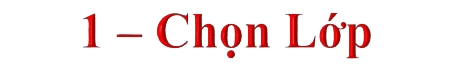 1 – Chọn Lớp